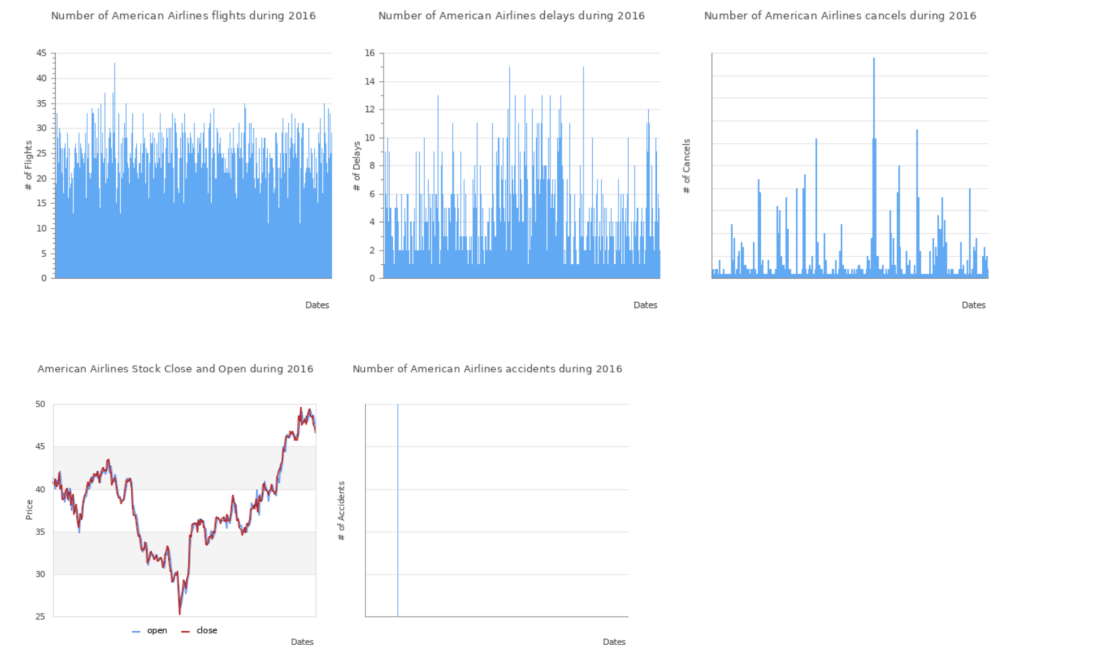 Number of American Airlines flights during 2016
45
40
35
30
25
20
15
10
5
0
# of Flights
Dates
Number of American Airlines delays during 2016
16
14
12
10
8
6
4
2
0
# of Delays
Dates
Number of American Airlines cancels during 2016
# of Cancels
Dates
American Airlines Stock Close and Open during 2016
50
45
40
35
30
25
Price
open close
Dates
Number of American Airlines accidents during 2016
# of Accidents
Dates